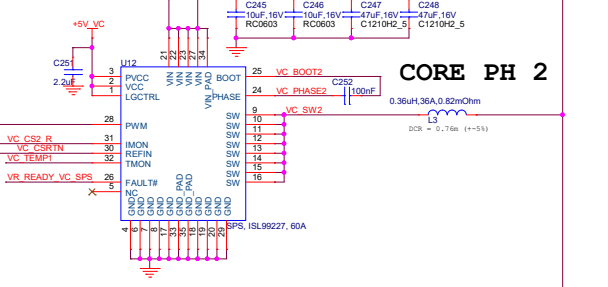 C245
10uF,16V
RC0603
C246
10uF,16V
RC0603
C247
47uF,16V
C1210H2_5
C248
47uF,16V
C1210H2_5
+5V_VC
C251
2.2uF
U12
21
22
23
27
34
VIN
VIN
VIN
VIN
VIN_PAD
3 PVCC
2 VCC
1 LGCTRL
BOOT 25 VC_BOOT2
PHASE 24 VC_PHASE2
C252
100nF
CORE PH 2
0.36uH,36A,0.82mOhm
L3
DCR = 0.76m (+-5%)
SW 9 VC_SW2
SW 10
SW 11
SW 12
SW 13
SW 14
SW 15
SW 16
28 PWM
VC_CS2_R 31 IMON
VC_CSRTN 30 REFIN
VC_TEMP1 32 TMON
VR_READY_VC_SPS 26 FAULT#
5 NC
GND
GND
GND
GND
GND
GND_PAD
GND_PAD
GND
GND
GND
GND
4
6
7
8
17
33
35
18
19
20
29
SPS, ISL99227, 60A